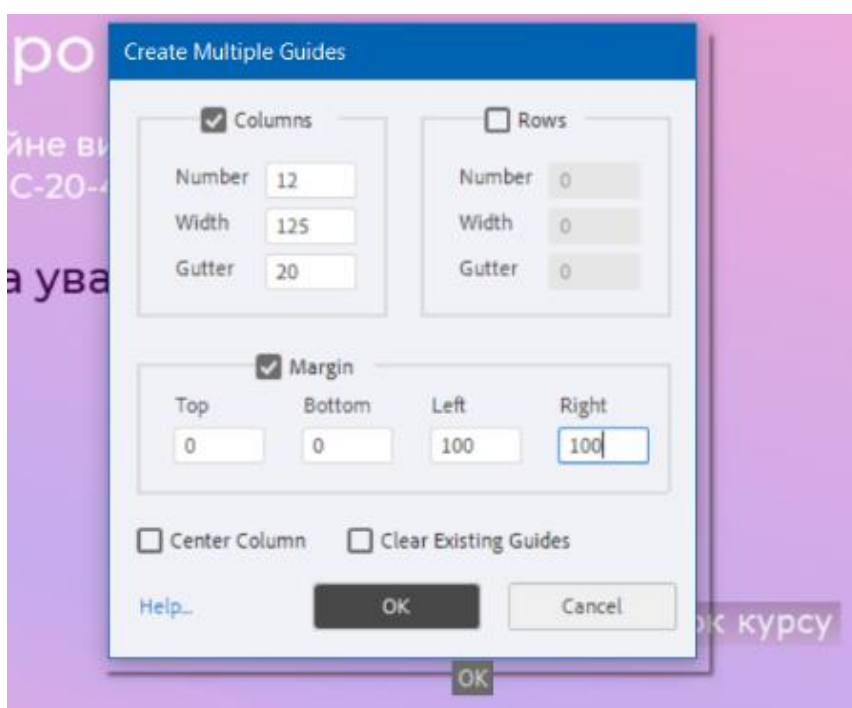 ро
Create Multiple Guides
Columns
Rows
йне ви
Number 12
Number 0
С-20-4
Width 125
Width 0
Gutter 20
Gutter 0
а ува
Margin
Top Bottom Left Right
0 0 100 100
Center Column
Clear Existing Guides
Help...
OK
Cancel
ок курсу
OK